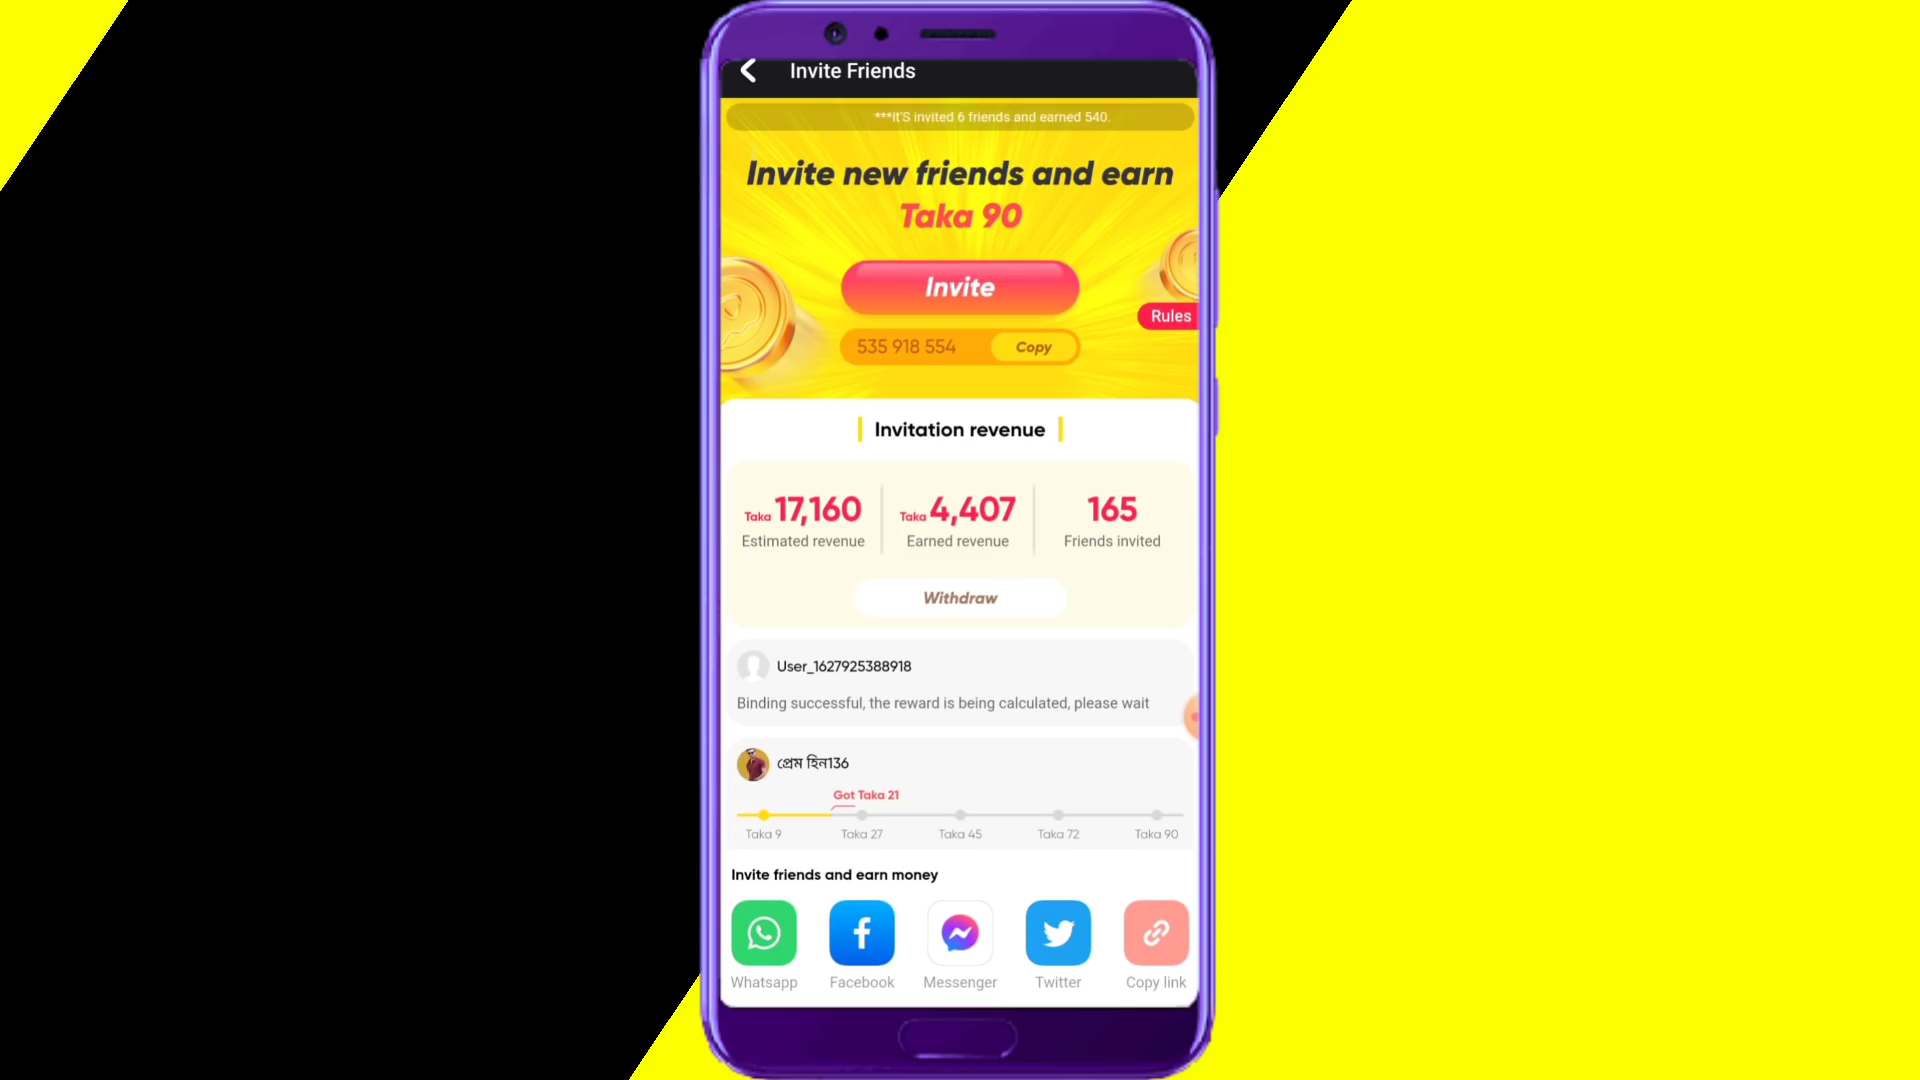 Invite Friends
***it'S invited 6 friends and earned 540.
Invite new friends and earn
Taka 90
Invite
Rules
535 918 554 Copy
Invitation revenue
Taka 17,160 Taka 4,407 165
Estimated revenue Earned revenue Friends invited
Withdraw
User_1627925388918
Binding successful, the reward is being calculated, please wait
প্রেম হিন136
Got Taka 21
Taka 9 Taka 27 Taka 45 Taka 72 Taka 90
Invite friends and earn money
Whatsapp Facebook Messenger Twitter Copy link